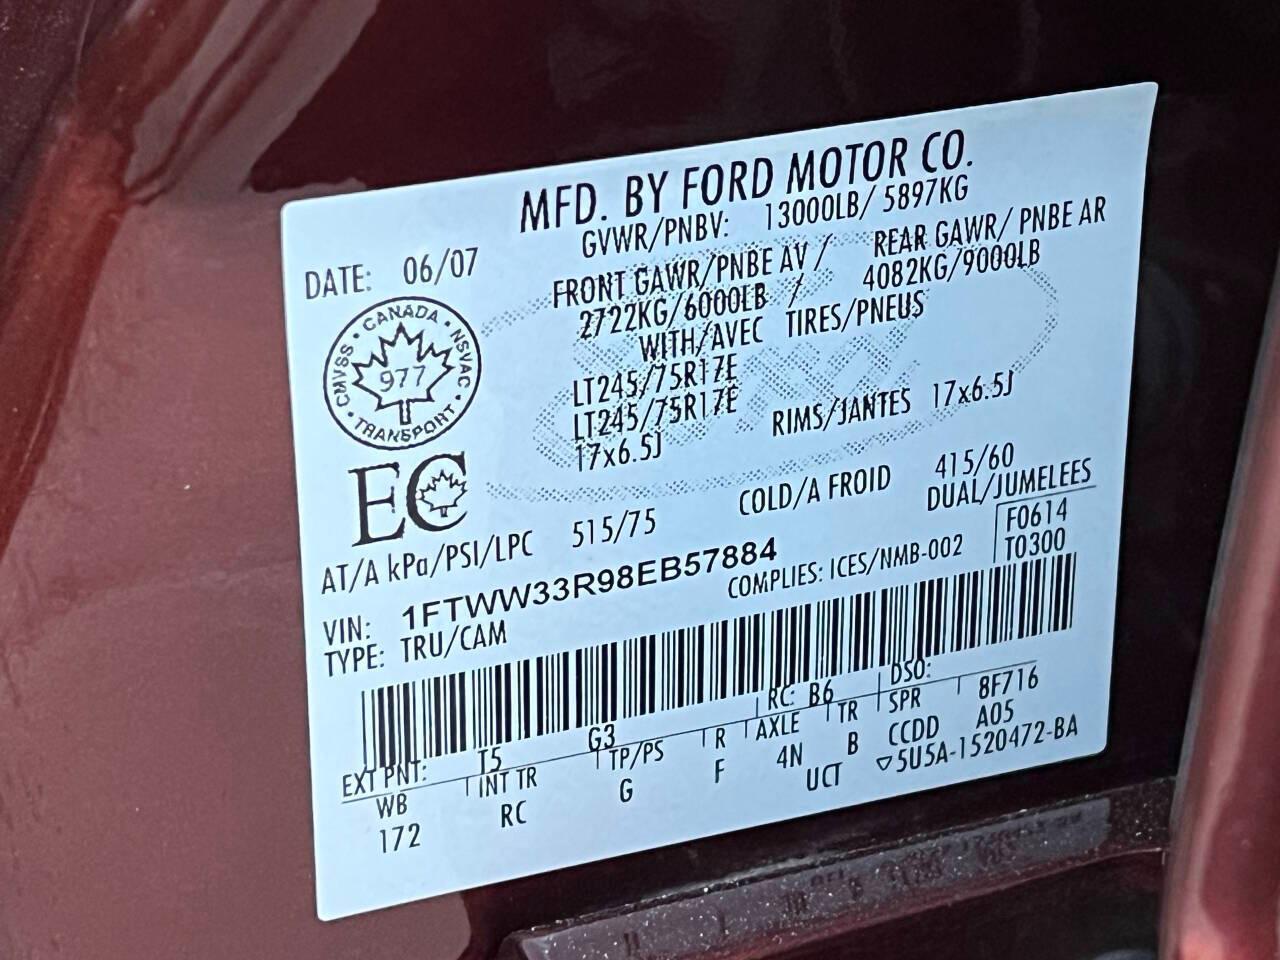 MFD. BY FORD MOTOR CO.
DATE: 06/07
GVWR/PNBV: 13000LB/ 5897KG
FRONT GAWR/PNBE AV / REAR GAWR/ PNBE AR
2722KG/6000LB / 4082KG/9000LB
WITH/AVEC TIRES/PNEUS
LT245/75R17E
LT245/75R17E
17x6.5J RIMS/JANTES 17x6.5J
CMVSS • CANADA • NSVAC • TRANSPORT •
977
EC
AT/A kPa/PSI/LPC 515/75 COLD/A FROID 415/60
DUAL/JUMELEES
VIN: 1FTWW33R98EB57884
COMPLIES: ICES/NMB-002
F0614
T0300
TYPE: TRU/CAM
EXT PNT: T5 G3 RC: B6 DSO:
WB INT TR TP/PS R AXLE TR SPR 8F716
172 RC G F 4N B CCDD A05
UCT ▽5U5A-1520472-BA